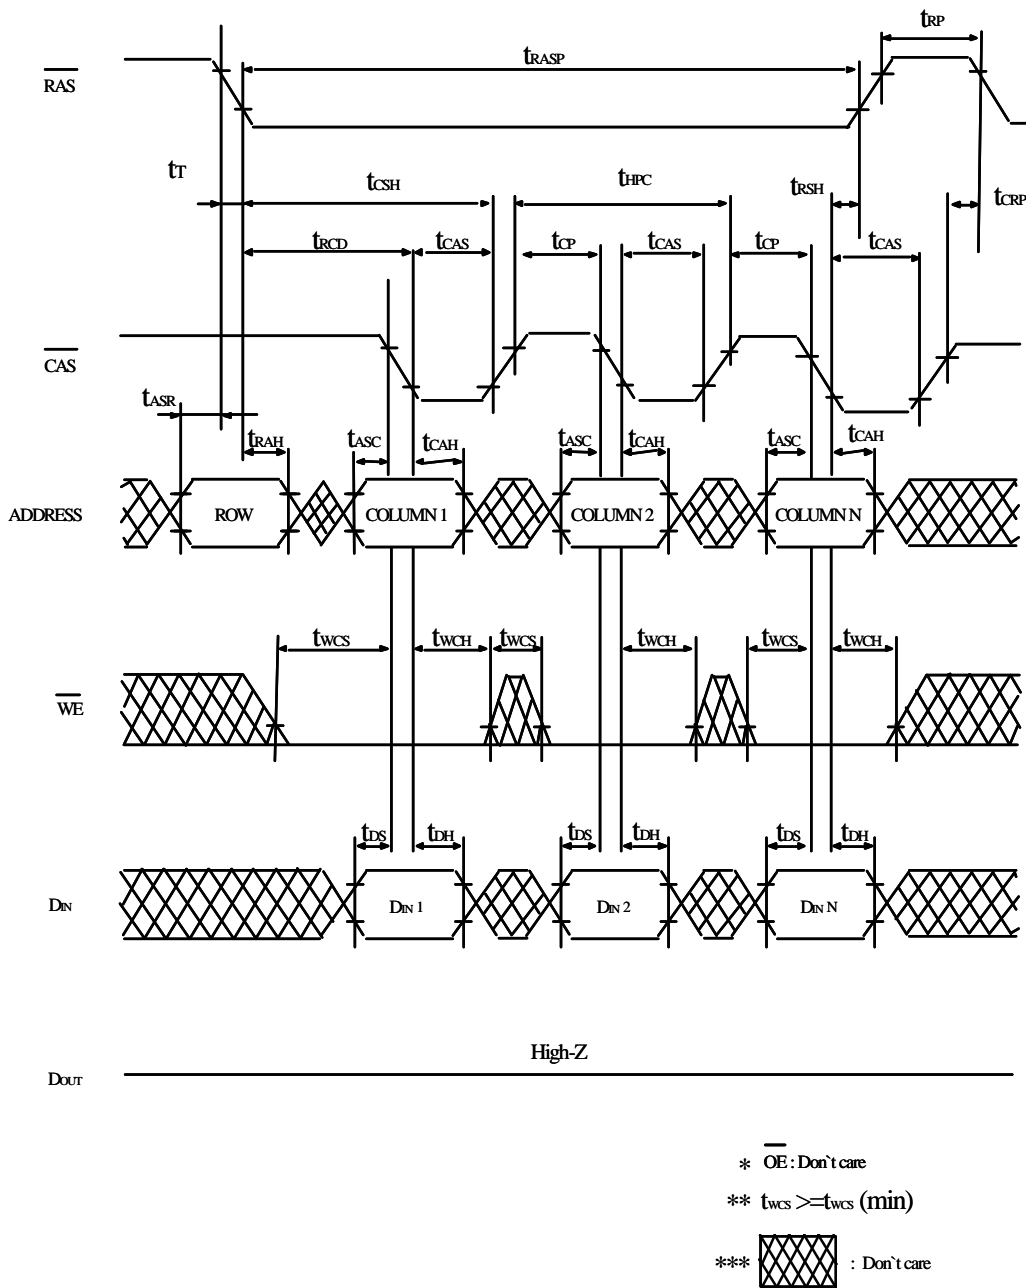 tRP
tRASP
RAS
tT
tCSH
tHPC
tRSH
tCRP
tRCD
tCAS
tCP
tCAS
tCP
tCAS
CAS
tASR
tRAH
tASC
tCAH
tASC
tCAH
tASC
tCAH
ADDRESS
ROW
COLUMN 1
COLUMN 2
COLUMN N
tWCS
tWCH
tWCS
tWCH
tWCS
tWCH
WE
tDS
tDH
tDS
tDH
tDS
tDH
DIN
DIN 1
DIN 2
DIN N
High-Z
DOUT
* OE : Don`t care
** tWCS >=tWCS (min)
*** : Don`t care